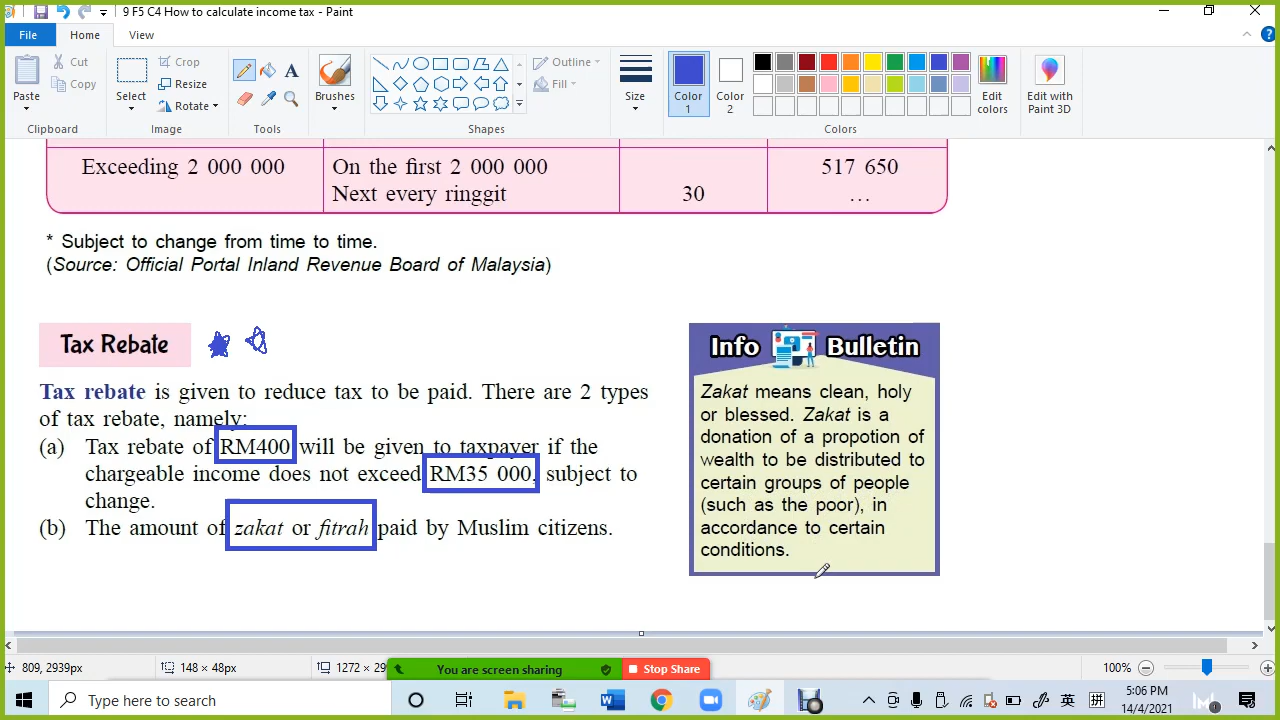 9 F5 C4 How to calculate income tax - Paint
File Home View
Paste
Cut
Copy
Clipboard
Select
Crop
Resize
Rotate
Image
A
Tools
Brushes
Shapes
Outline
Fill
Size
Color 1
Color 2
Colors
Edit colors
Edit with Paint 3D
Exceeding 2 000 000 On the first 2 000 000 517 650
Next every ringgit 30 ...
* Subject to change from time to time.
(Source: Official Portal Inland Revenue Board of Malaysia)
Tax Rebate
Tax rebate is given to reduce tax to be paid. There are 2 types
of tax rebate, namely:
(a) Tax rebate of RM400 will be given to taxpayer if the
chargeable income does not exceed RM35 000, subject to
change.
(b) The amount of zakat or fitrah paid by Muslim citizens.
Info Bulletin
Zakat means clean, holy
or blessed. Zakat is a
donation of a propotion of
wealth to be distributed to
certain groups of people
(such as the poor), in
accordance to certain
conditions.
809, 2939px 148 × 48px 1272 × 29 100%
You are screen sharing Stop Share
Type here to search
英 拼
5:06 PM
14/4/2021